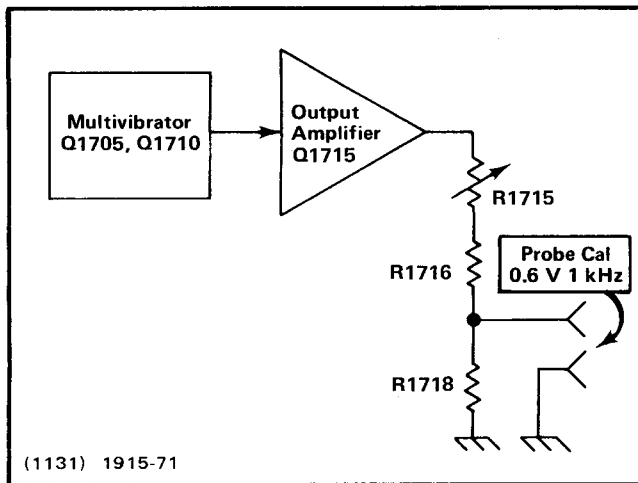 Multivibrator
Q1705, Q1710
Output
Amplifier
Q1715
R1715
R1716
Probe Cal
0.6 V 1 kHz
R1718
(1131) 1915-71